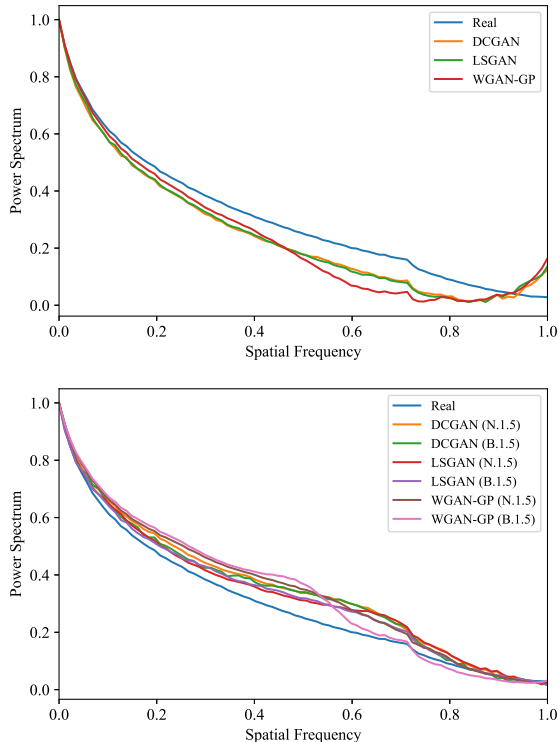 1.0
0.8
0.6
0.4
0.2
0.0
Power Spectrum
Real
DCGAN
LSGAN
WGAN-GP
0.0 0.2 0.4 0.6 0.8 1.0
Spatial Frequency
1.0
0.8
0.6
0.4
0.2
0.0
Power Spectrum
Real
DCGAN (N.1.5)
DCGAN (B.1.5)
LSGAN (N.1.5)
LSGAN (B.1.5)
WGAN-GP (N.1.5)
WGAN-GP (B.1.5)
0.0 0.2 0.4 0.6 0.8 1.0
Spatial Frequency